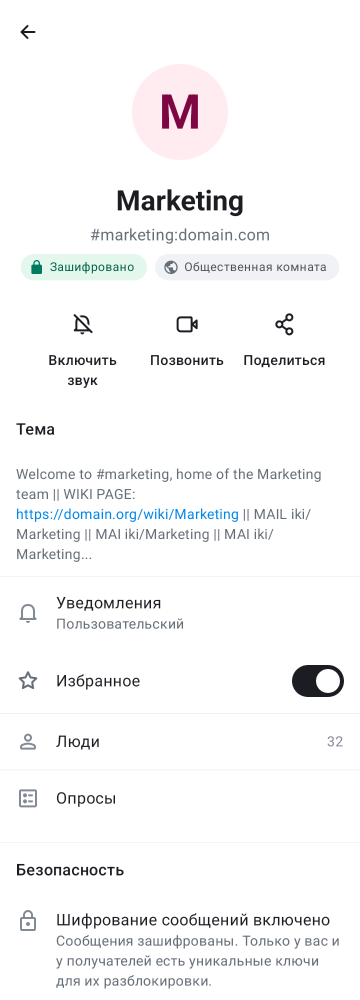 M
Marketing
#marketing:domain.com
Зашифровано
Общественная комната
Включить
звук
Позвонить
Поделиться
Тема
Welcome to #marketing, home of the Marketing
team || WIKI PAGE:
https://domain.org/wiki/Marketing || MAIL iki/
Marketing || MAI iki/Marketing || MAI iki/
Marketing...
Уведомления
Пользовательский
Избранное
Люди
32
Опросы
Безопасность
Шифрование сообщений включено
Сообщения зашифрованы. Только у вас и
у получателей есть уникальные ключи
для их разблокировки.